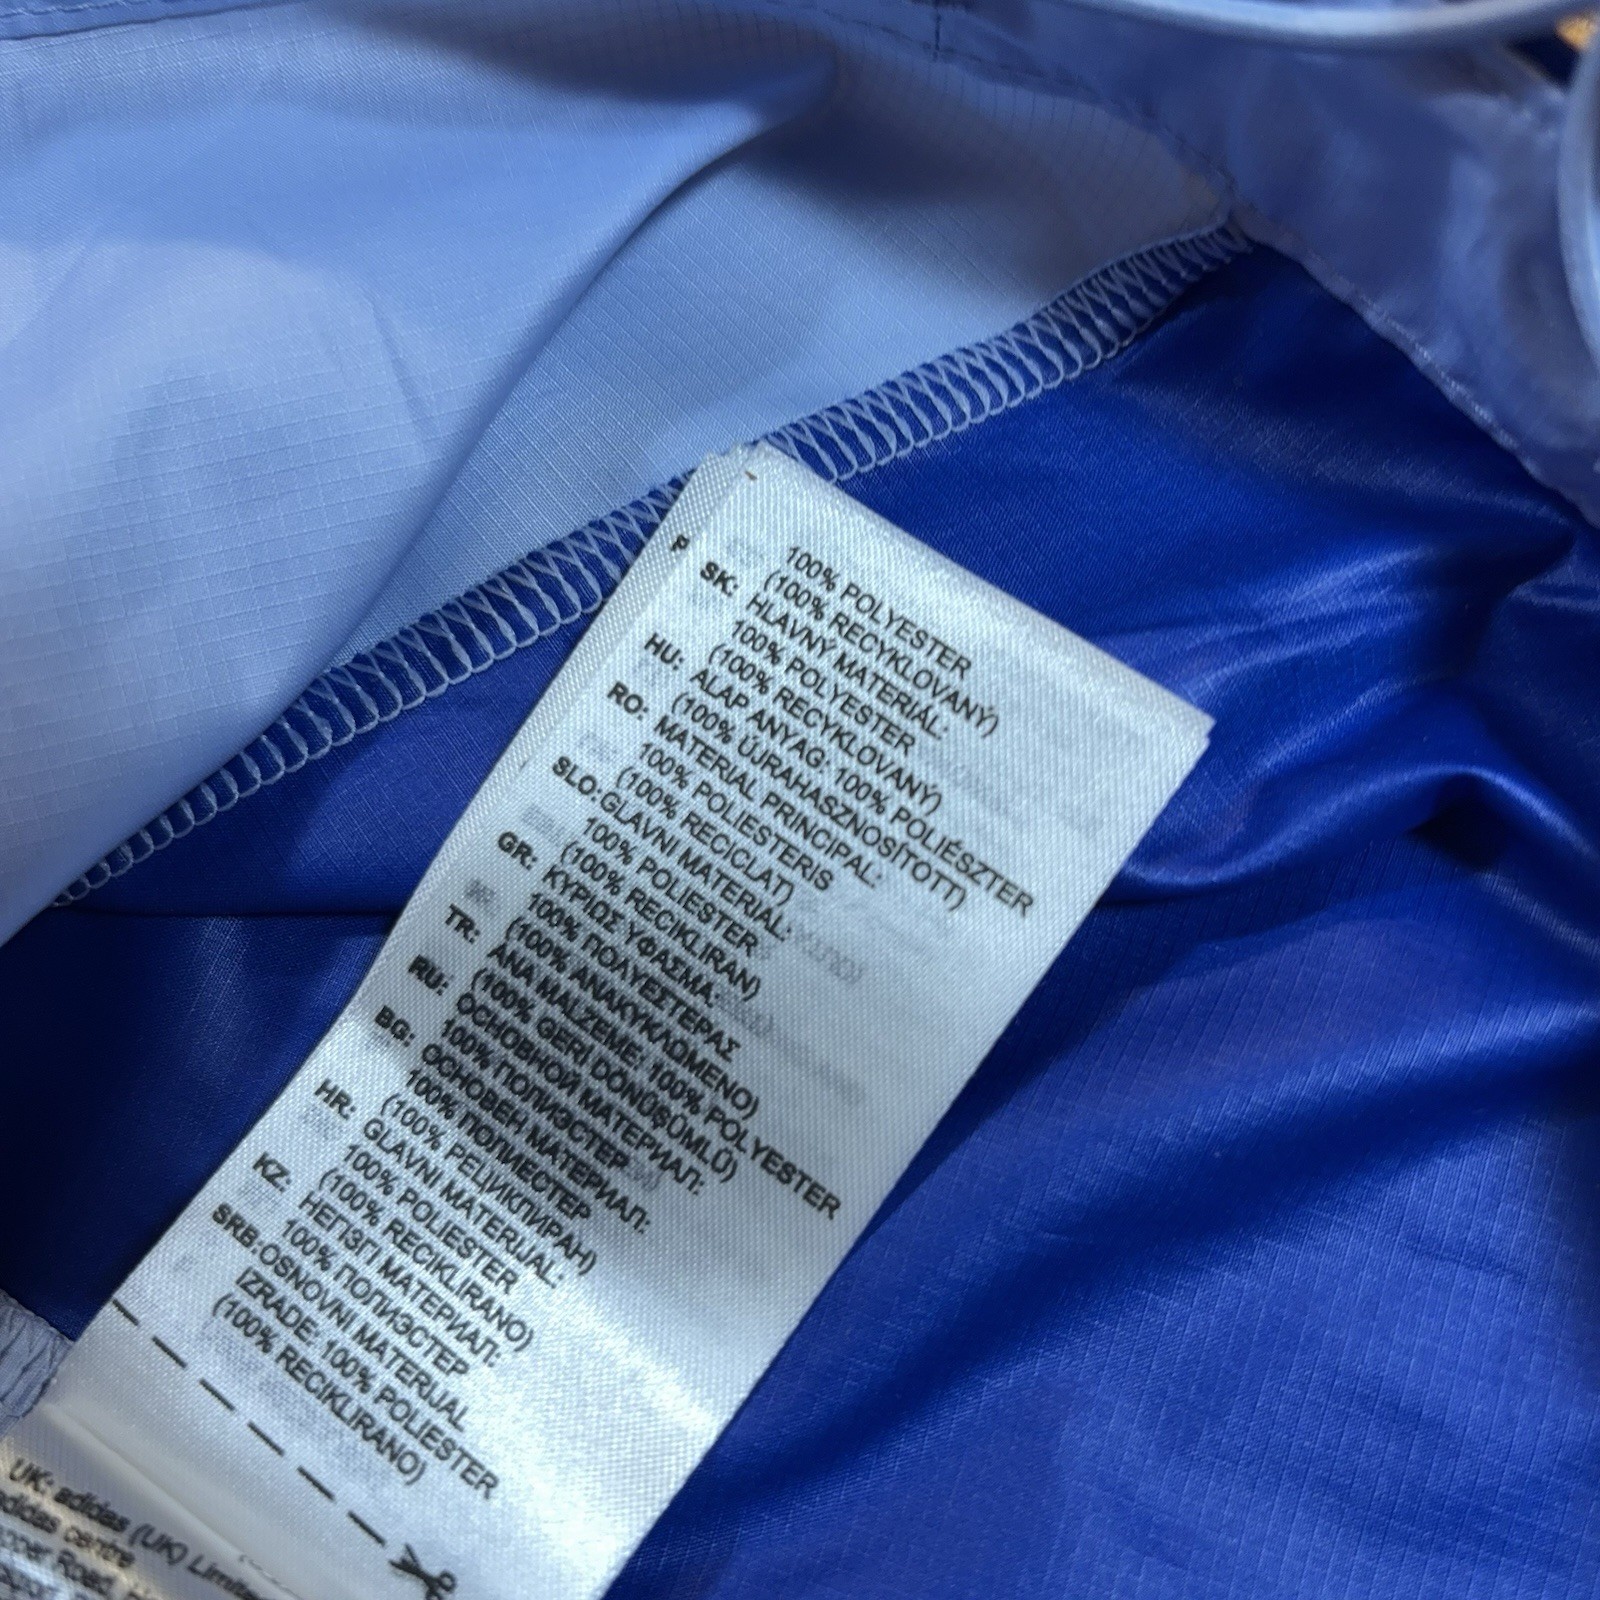 100% POLYESTER
(100% RECYKLOVANÝ)
SK: HLAVNÝ MATERIÁL:
100% POLYESTER
(100% RECYKLOVANÝ)
HU: ALAP ANYAG: 100% POLIÉSZTER
(100% ÚJRAHASZNOSÍTOTT)
RO: MATERIAL PRINCIPAL:
100% POLIESTERIS
(100% RECICLAT)
SLO: GLAVNI MATERIAL:
100% POLIESTER
(100% RECIKLIRAN)
GR: ΚΥΡΙΩΣ ΥΦΑΣΜΑ:
100% ΠΟΛΥΕΣΤΕΡΑΣ
(100% ΑΝΑΚΥΚΛΩΜΕΝΟ)
TR: ANA MALZEME: 100% POLYESTER
(100% GERI DÖNÜŞÜMLÜ)
RU: ОСНОВНОЙ МАТЕРИАЛ:
100% ПОЛИЭСТЕР
BG: ОСНОВЕН МАТЕРИАЛ:
100% ПОЛИЕСТЕР
(100% РЕЦИКЛИРАН)
HR: GLAVNI MATERIJAL:
100% POLIESTER
(100% RECIKLIRANO)
KZ: НЕГІЗГІ МАТЕРИАЛ:
100% ПОЛИЭСТЕР
SRB: OSNOVNI MATERIJAL
IZRADE: 100% POLIESTER
(100% RECIKLIRANO)
UK: adidas (UK) Limited
adidas centre
Road,